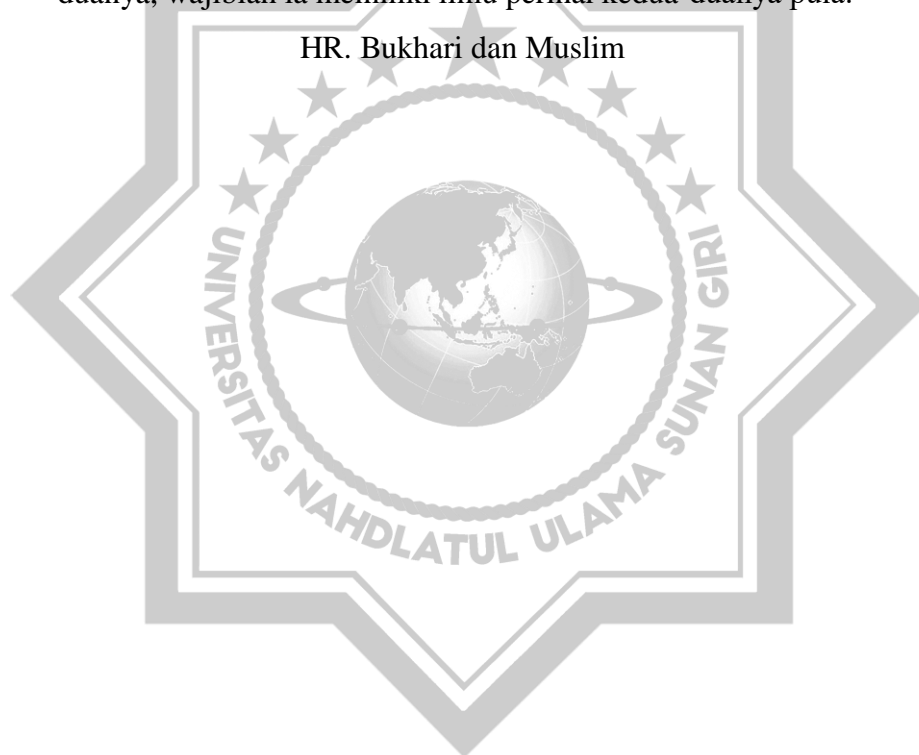 duanya, wajiblah ia memiliki ilmu perihal kedua-duanya pula.
HR. Bukhari dan Muslim
UNIVERSITAS NAHDLATUL ULAMA SUNAN GIRI